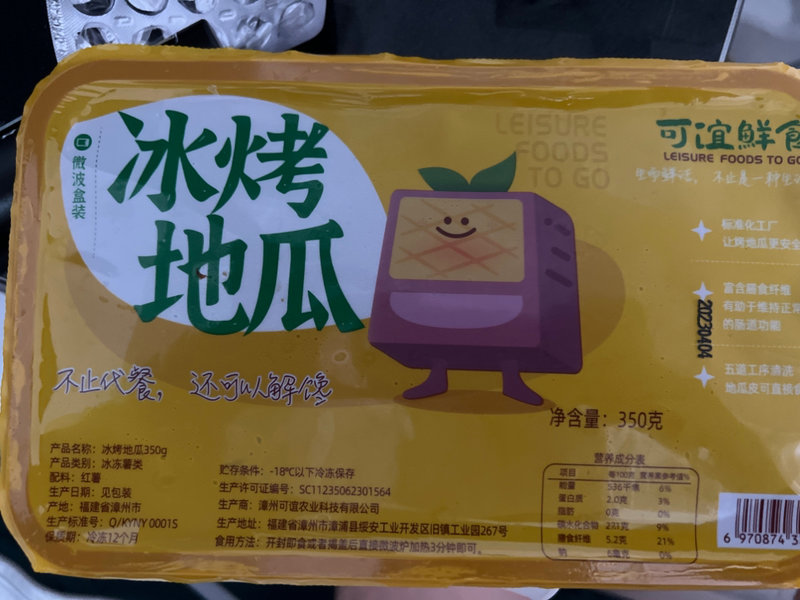 微波盒装
冰烤
地瓜
LEISURE
FOODS
TO GO
可谊鲜食
LEISURE FOODS TO GO
不止是一种
标准化工厂
让烤地瓜更安全
富含膳食纤维
有助于维持正常
的肠道功能
20230404
五道工序清洗
地瓜皮可直接食
不止代餐，还可以解馋
净含量：350克
产品名称：冰烤地瓜350g
产品类别：冰冻薯类
配料：红薯
生产日期：见包装
产地：福建省漳州市
生产标准号：Q/KYNY 0001S
保质期：冷冻12个月
贮存条件：-18℃以下冷冻保存
生产许可证编号：SC11235062301564
生产商：漳州可谊农业科技有限公司
生产地址：福建省漳州市漳浦县绥安工业开发区旧镇工业园267号
食用方法：开封即食或者揭盖后直接微波炉加热3分钟即可。
营养成分表
项目 每100克 营养素参考值%
能量 536千焦 6%
蛋白质 2.0克 3%
脂肪 0克 0%
碳水化合物 27.1克 9%
膳食纤维 5.2克 21%
钠 6毫克 0%
6 970874 3